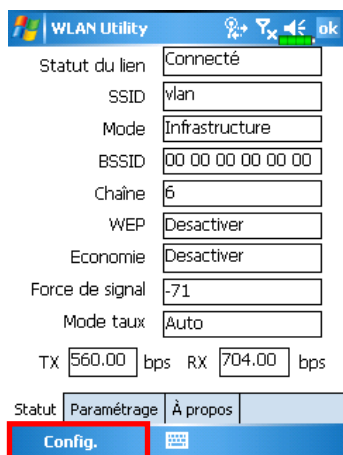 WLAN Utility ok
Statut du lien Connecté
SSID vlan
Mode Infrastructure
BSSID 00 00 00 00 00 00
Chaîne 6
WEP Desactiver
Economie Desactiver
Force de signal -71
Mode taux Auto
TX 560.00 bps RX 704.00 bps
Statut Paramétrage À propos
Config.